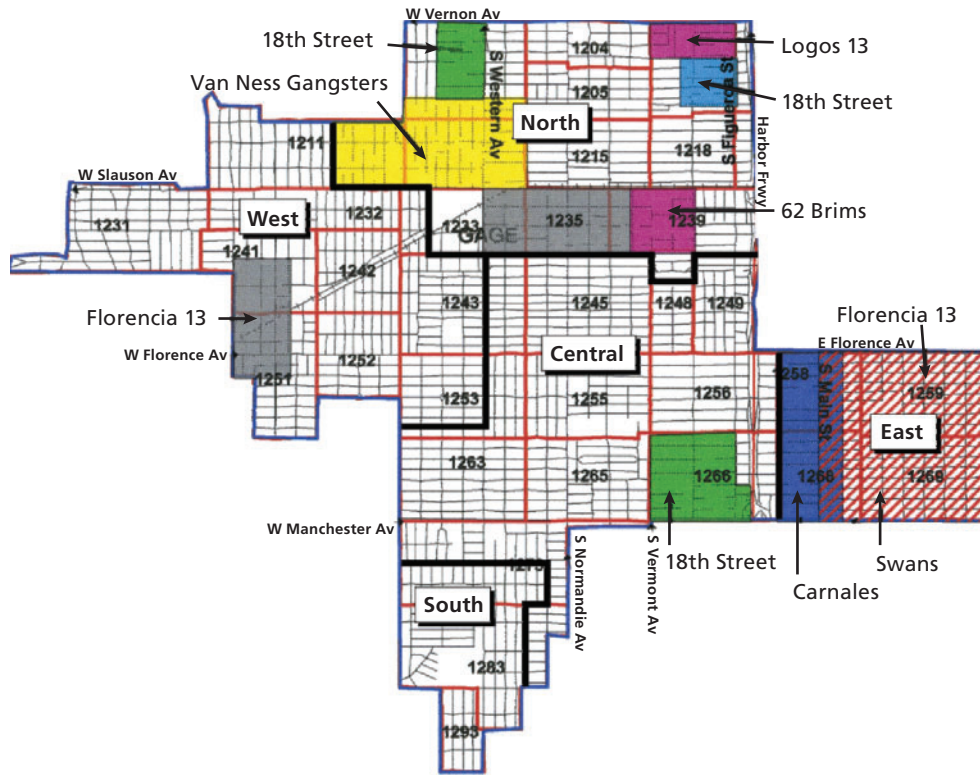 W Vernon Av
18th Street
1204
Logos 13
Van Ness Gangsters
S Western Av
1205
S Figueroa St
18th Street
North
Harbor Frwy
1211
1215
1218
W Slauson Av
1231
West
1232
1233
GAGE
1235
1239
62 Brims
1241
1242
1243
1245
1248
1249
Florencia 13
Florencia 13
W Florence Av
E Florence Av
Central
1251
1252
1253
1255
1256
1258
S Main St
1259
East
1263
1265
1266
1268
1268
W Manchester Av
S Normandie Av
S Vermont Av
18th Street
Carnales
Swans
1273
South
1283
1293